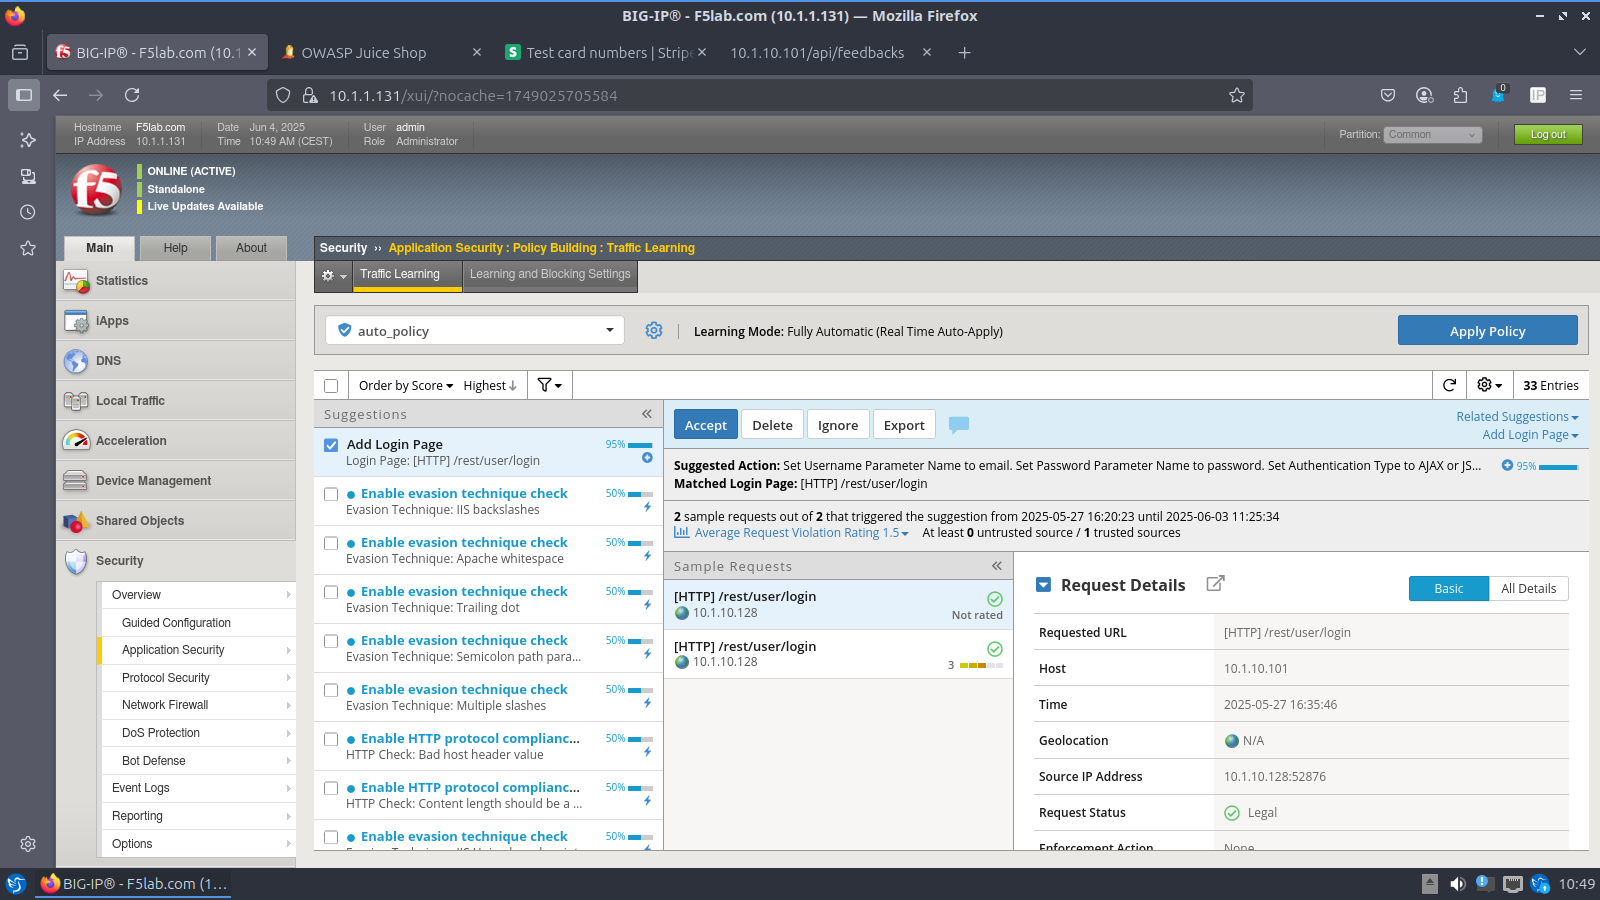 BIG-IP® - F5lab.com (10.1.1.131) — Mozilla Firefox
BIG-IP® - F5lab.com (10.1
OWASP Juice Shop
Test card numbers | Stripe
10.1.10.101/api/feedbacks
10.1.1.131/xui/?nocache=1749025705584
0
IP
Hostname F5lab.com
IP Address 10.1.1.131
Date Jun 4, 2025
Time 10:49 AM (CEST)
User admin
Role Administrator
Partition: Common
Log out
f5
ONLINE (ACTIVE)
Standalone
Live Updates Available
Main
Help
About
Security ›› Application Security : Policy Building : Traffic Learning
Traffic Learning
Learning and Blocking Settings
Statistics
iApps
DNS
Local Traffic
Acceleration
Device Management
Shared Objects
Security
Overview
Guided Configuration
Application Security
Protocol Security
Network Firewall
DoS Protection
Bot Defense
Event Logs
Reporting
Options
auto_policy
Learning Mode: Fully Automatic (Real Time Auto-Apply)
Apply Policy
Order by Score
Highest
33 Entries
Suggestions
Add Login Page 95%
Login Page: [HTTP] /rest/user/login
Enable evasion technique check 50%
Evasion Technique: IIS backslashes
Enable evasion technique check 50%
Evasion Technique: Apache whitespace
Enable evasion technique check 50%
Evasion Technique: Trailing dot
Enable evasion technique check 50%
Evasion Technique: Semicolon path para...
Enable evasion technique check 50%
Evasion Technique: Multiple slashes
Enable HTTP protocol complianc... 50%
HTTP Check: Bad host header value
Enable HTTP protocol complianc... 50%
HTTP Check: Content length should be a ...
Enable evasion technique check 50%
Accept
Delete
Ignore
Export
Related Suggestions
Add Login Page
Suggested Action: Set Username Parameter Name to email. Set Password Parameter Name to password. Set Authentication Type to AJAX or JS... 95%
Matched Login Page: [HTTP] /rest/user/login
2 sample requests out of 2 that triggered the suggestion from 2025-05-27 16:20:23 until 2025-06-03 11:25:34
Average Request Violation Rating 1.5 At least 0 untrusted source / 1 trusted sources
Sample Requests
[HTTP] /rest/user/login
10.1.10.128
Not rated
[HTTP] /rest/user/login
10.1.10.128
3
Request Details
Basic
All Details
Requested URL [HTTP] /rest/user/login
Host 10.1.10.101
Time 2025-05-27 16:35:46
Geolocation N/A
Source IP Address 10.1.10.128:52876
Request Status Legal
Enforcement Action None
BIG-IP® - F5lab.com (1...
10:49